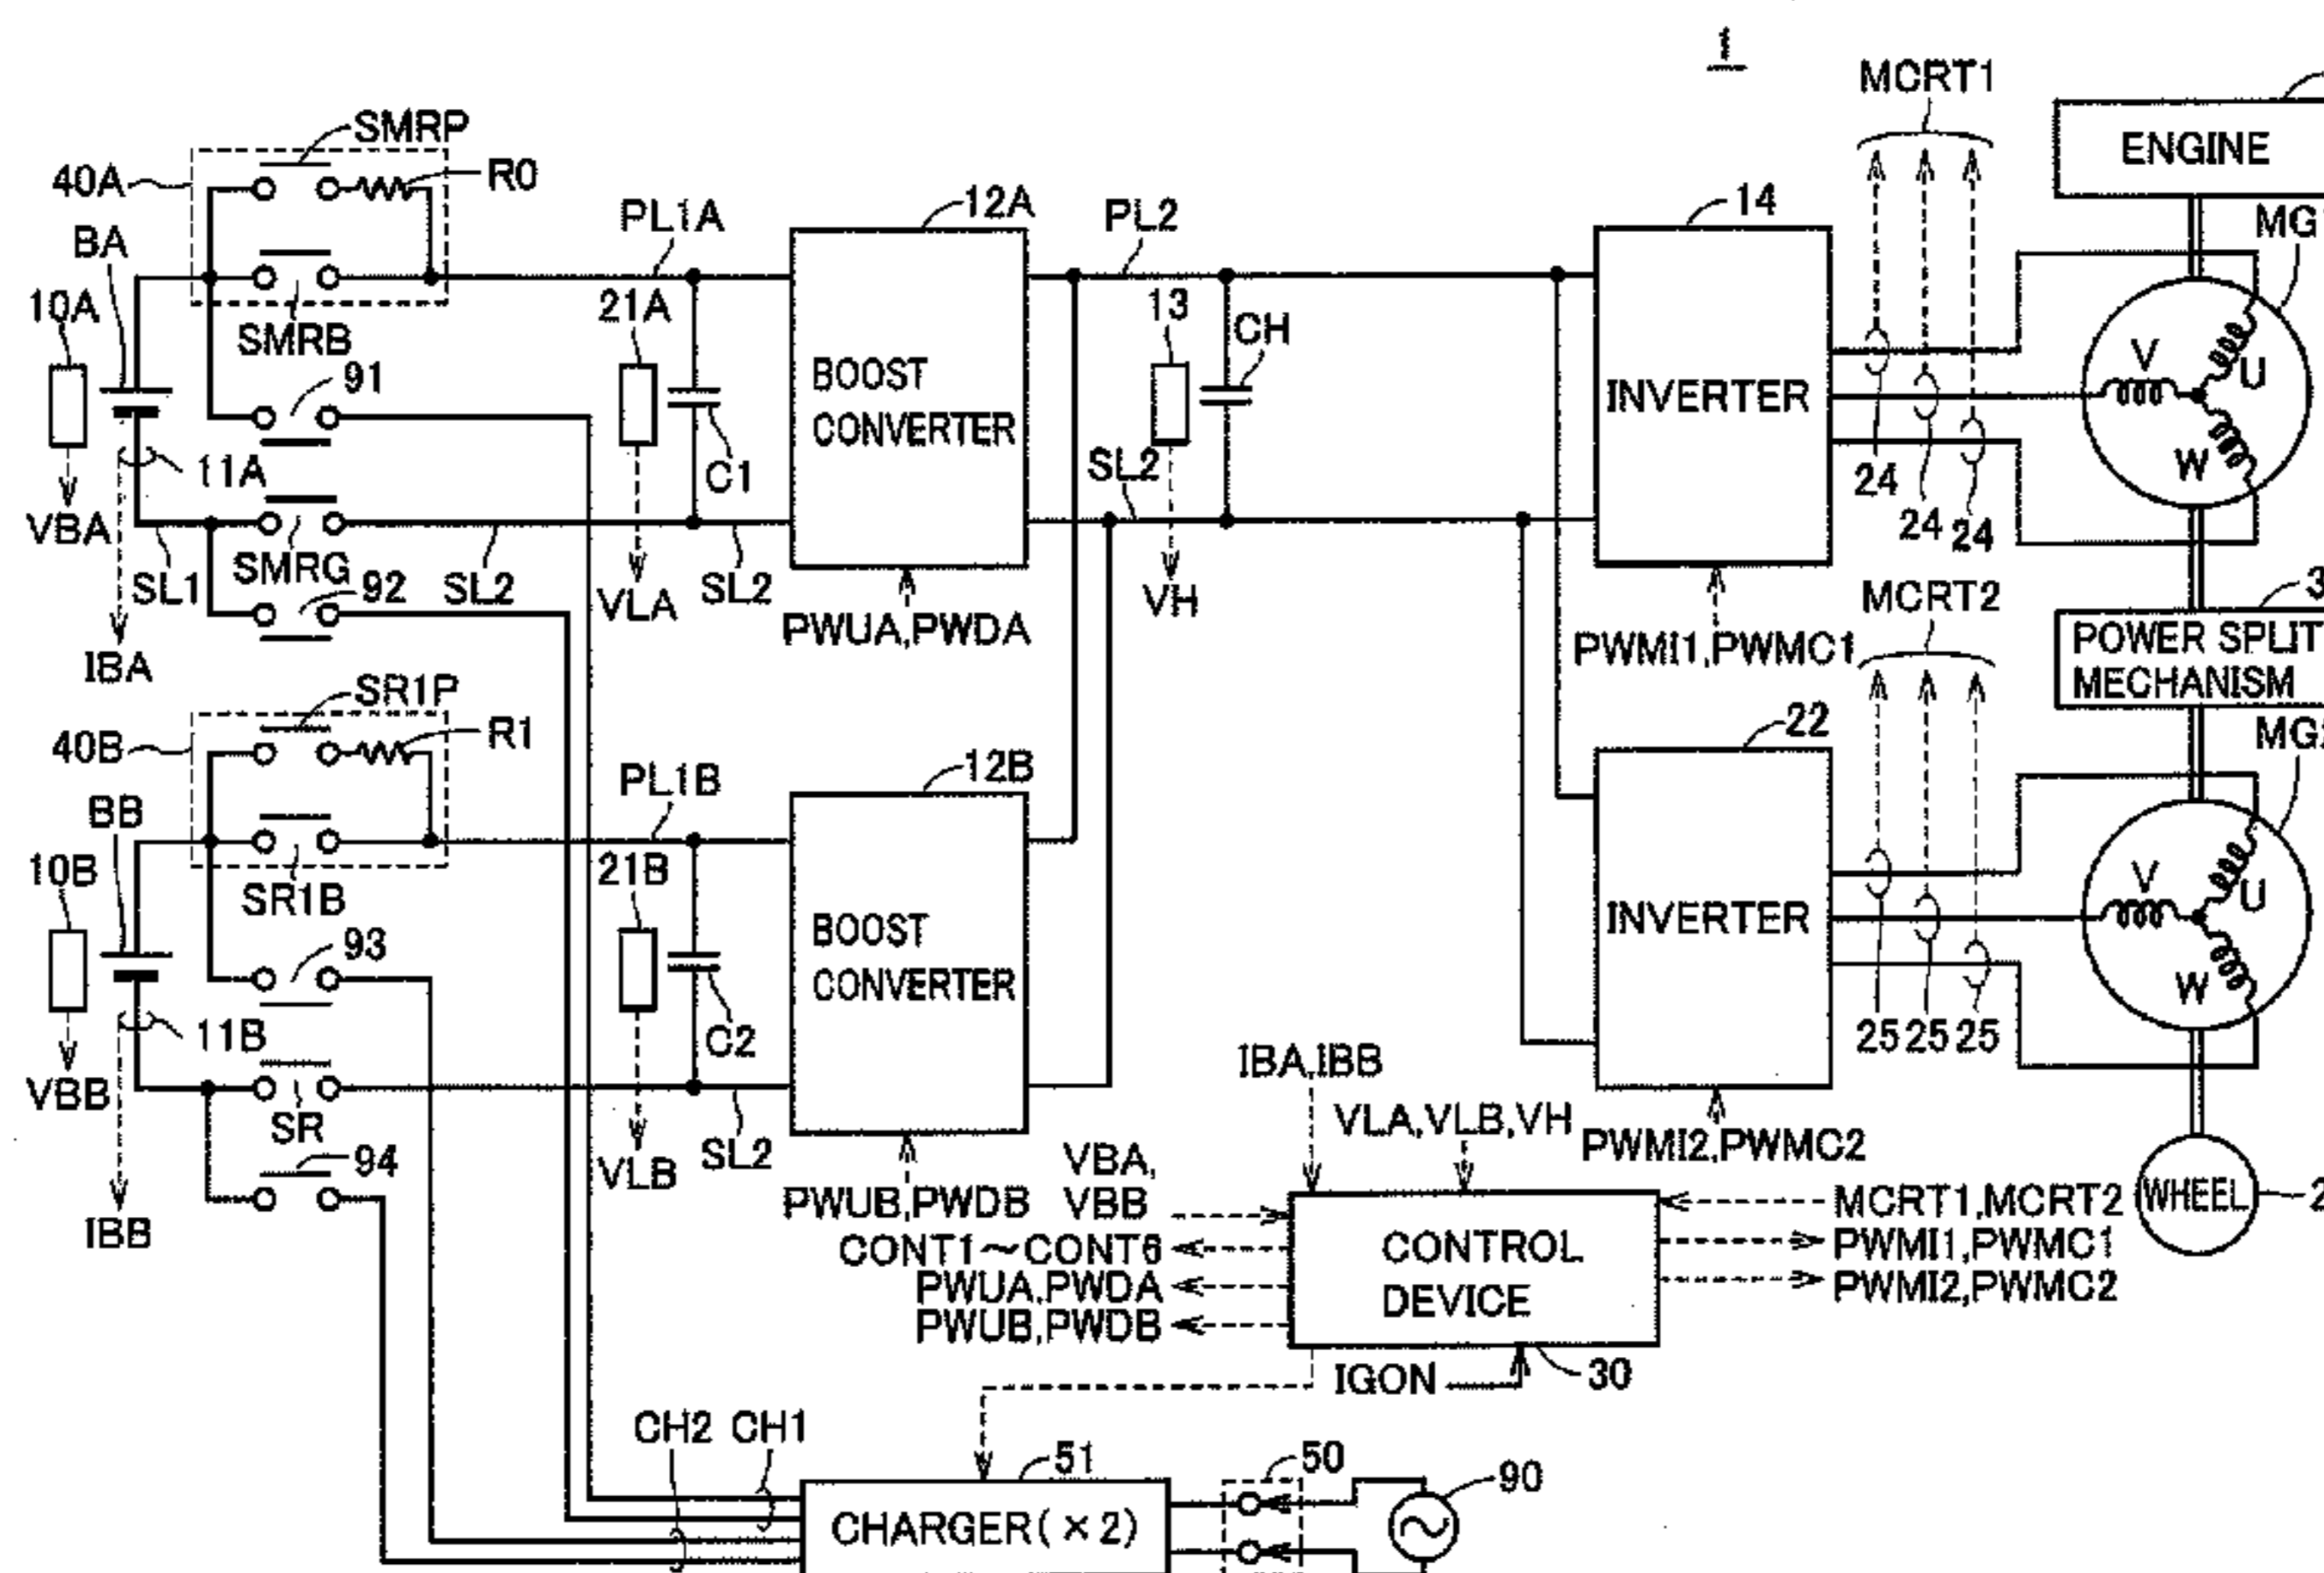 1
MCRT1
SMRP
ENGINE
40A
R0
12A
14
PL1A
PL2
BA
MG
10A
21A
13
CH
SMRB
91
BOOST
CONVERTER
INVERTER
V
U
W
11A
C1
SL2
24
24
24
VBA
SMRG
SL1
92
SL2
VLA
SL2
VH
MCRT2
PWUA,PWDA
PWMI1,PWMC1
POWER SPLIT
MECHANISM
IBA
SR1P
40B
R1
22
MG
12B
PL1B
BB
10B
21B
SR1B
93
BOOST
CONVERTER
INVERTER
V
U
W
11B
C2
25
25
25
VBB
SR
IBA,IBB
VLA,VLB,VH
PWMI2,PWMC2
94
VLB
SL2
VBA,
VBB
PWUB,PWDB
MCRT1,MCRT2
WHEEL
2
IBB
CONT1~CONT6
CONTROL
DEVICE
PWMI1,PWMC1
PWUA,PWDA
PWMI2,PWMC2
PWUB,PWDB
IGON
30
CH2
CH1
51
50
90
CHARGER(×2)